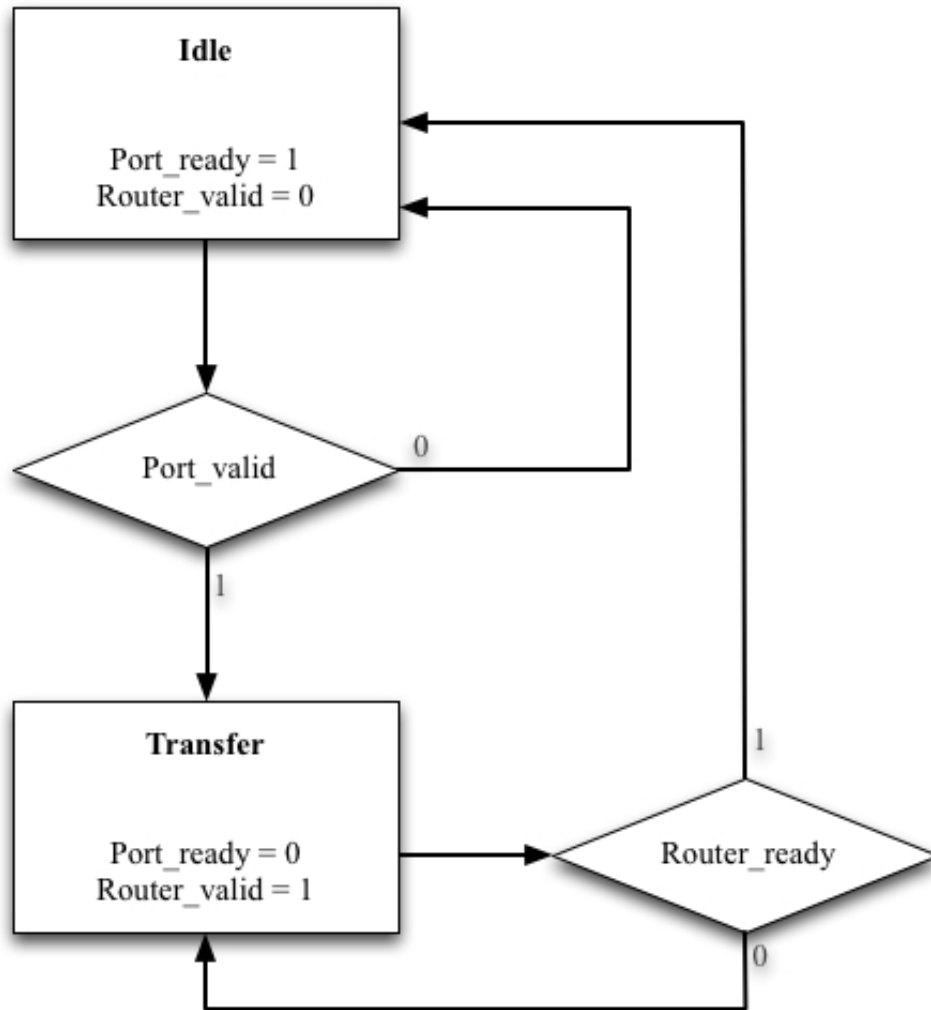 Idle
Port_ready = 1
Router_valid = 0
Port_valid
0
1
Transfer
Port_ready = 0
Router_valid = 1
1
Router_ready
0